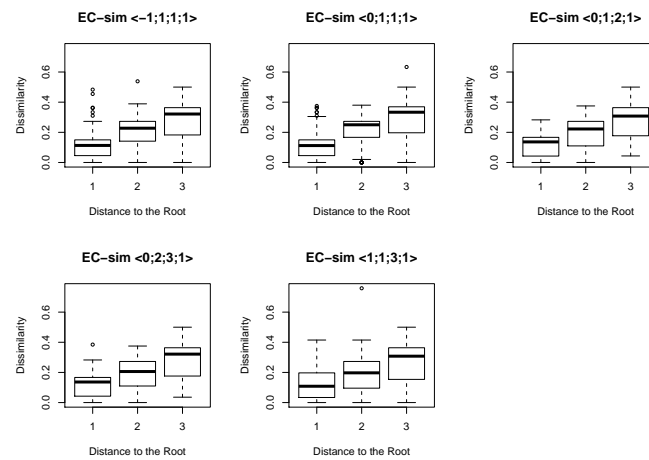 EC−sim <−1;1;1;1>
Dissimilarity
0.0 0.2 0.4 0.6
1 2 3
Distance to the Root
EC−sim <0;1;1;1>
Dissimilarity
0.0 0.2 0.4 0.6
1 2 3
Distance to the Root
EC−sim <0;1;2;1>
Dissimilarity
0.0 0.2 0.4 0.6
1 2 3
Distance to the Root
EC−sim <0;2;3;1>
Dissimilarity
0.0 0.2 0.4 0.6
1 2 3
Distance to the Root
EC−sim <1;1;3;1>
Dissimilarity
0.0 0.2 0.4 0.6
1 2 3
Distance to the Root